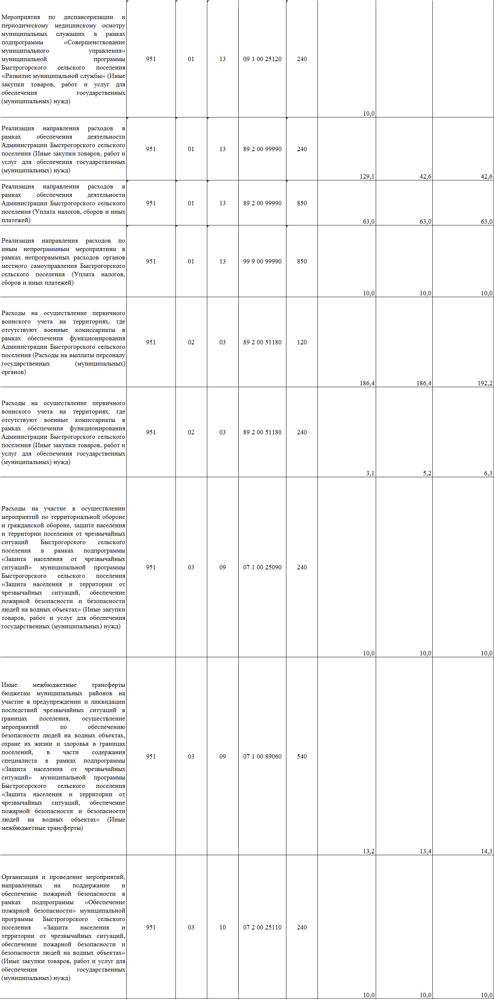 Мероприятия по диспансеризации и
периодическому медицинскому осмотру
муниципальных служащих в рамках
подпрограммы «Совершенствование
муниципального управления»
муниципальной программы
Быстрогорского сельского поселения
«Развитие муниципальной службы» (Иные
закупки товаров, работ и услуг для
обеспечения государственных
(муниципальных) нужд)
951 01 13 09 1 00 25120 240
10,0
Реализация направления расходов в
рамках обеспечения деятельности
Администрации Быстрогорского сельского
поселения (Иные закупки товаров, работ и
услуг для обеспечения государственных
(муниципальных) нужд)
951 01 13 89 2 00 99990 240
129,1 42,6 42,6
Реализация направления расходов в
рамках обеспечения деятельности
Администрации Быстрогорского сельского
поселения (Уплата налогов, сборов и иных
платежей)
951 01 13 89 2 00 99990 850
63,0 63,0 63,0
Реализация направления расходов по
иным непрограммным мероприятиям в
рамках непрограммных расходов органов
местного самоуправления Быстрогорского
сельского поселения (Уплата налогов,
сборов и иных платежей)
951 01 13 99 9 00 99990 850
10,0 10,0 10,0
Расходы на осуществление первичного
воинского учета на территориях, где
отсутствуют военные комиссариаты в
рамках обеспечения функционирования
Администрации Быстрогорского сельского
поселения (Расходы на выплаты персоналу
государственных (муниципальных)
органов)
951 02 03 89 2 00 51180 120
186,4 186,4 192,2
Расходы на осуществление первичного
воинского учета на территориях, где
отсутствуют военные комиссариаты в
рамках обеспечения функционирования
Администрации Быстрогорского сельского
поселения (Иные закупки товаров, работ и
услуг для обеспечения государственных
(муниципальных) нужд)
951 02 03 89 2 00 51180 240
3,1 5,2 6,3
Расходы на участие в осуществлении
мероприятий по территориальной обороне
и гражданской обороне, защите населения
и территории поселения от чрезвычайных
ситуаций Быстрогорского сельского
поселения в рамках подпрограммы
«Защита населения от чрезвычайных
ситуаций» муниципальной программы
Быстрогорского сельского поселения
«Защита населения и территории от
чрезвычайных ситуаций, обеспечение
пожарной безопасности и безопасности
людей на водных объектах» (Иные закупки
товаров, работ и услуг для обеспечения
государственных (муниципальных) нужд)
951 03 09 07 1 00 25090 240
10,0 10,0 10,0
Иные межбюджетные трансферты
бюджетам муниципальных районов на
участие в предупреждении и ликвидации
последствий чрезвычайных ситуаций в
границах поселения, осуществление
мероприятий по обеспечению
безопасности людей на водных объектах,
охране их жизни и здоровья в границах
поселений, в части содержания
специалиста в рамках подпрограммы
«Защита населения от чрезвычайных
ситуаций» муниципальной программы
Быстрогорского сельского поселения
«Защита населения и территории от
чрезвычайных ситуаций, обеспечение
пожарной безопасности и безопасности
людей на водных объектах» (Иные
межбюджетные трансферты)
951 03 09 07 1 00 89060 540
13,2 13,4 14,3
Организация и проведение мероприятий,
направленных на поддержание и
обеспечение пожарной безопасности в
рамках подпрограммы «Обеспечение
пожарной безопасности» муниципальной
программы Быстрогорского сельского
поселения «Защита населения и
территории от чрезвычайных ситуаций,
обеспечение пожарной безопасности и
безопасности людей на водных объектах»
(Иные закупки товаров, работ и услуг для
обеспечения государственных
(муниципальных) нужд)
951 03 10 07 2 00 25110 240
10,0 10,0 10,0